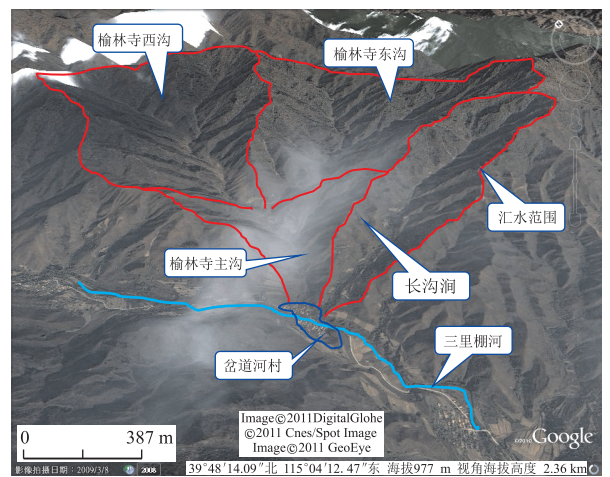 榆林寺西沟
榆林寺东沟
汇水范围
榆林寺主沟
长沟涧
三里棚河
岔道河村
Image©2011DigitalGlohe
©2011 Cnes/Spot Image
Image©2011 GeoEye
0 387 m
©2010 Google
影像拍摄日期：2009/3/8 2008
39°48′14.09″北 115°04′12.47″东 海拔977 m 视角海拔高度 2.36 km